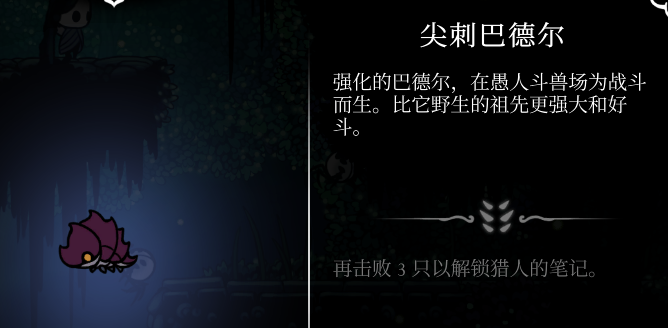 尖刺巴德尔
强化的巴德尔，在愚人斗兽场为战斗
而生。比它野生的祖先更强大和好
斗。
再击败 3 只以解锁猎人的笔记。